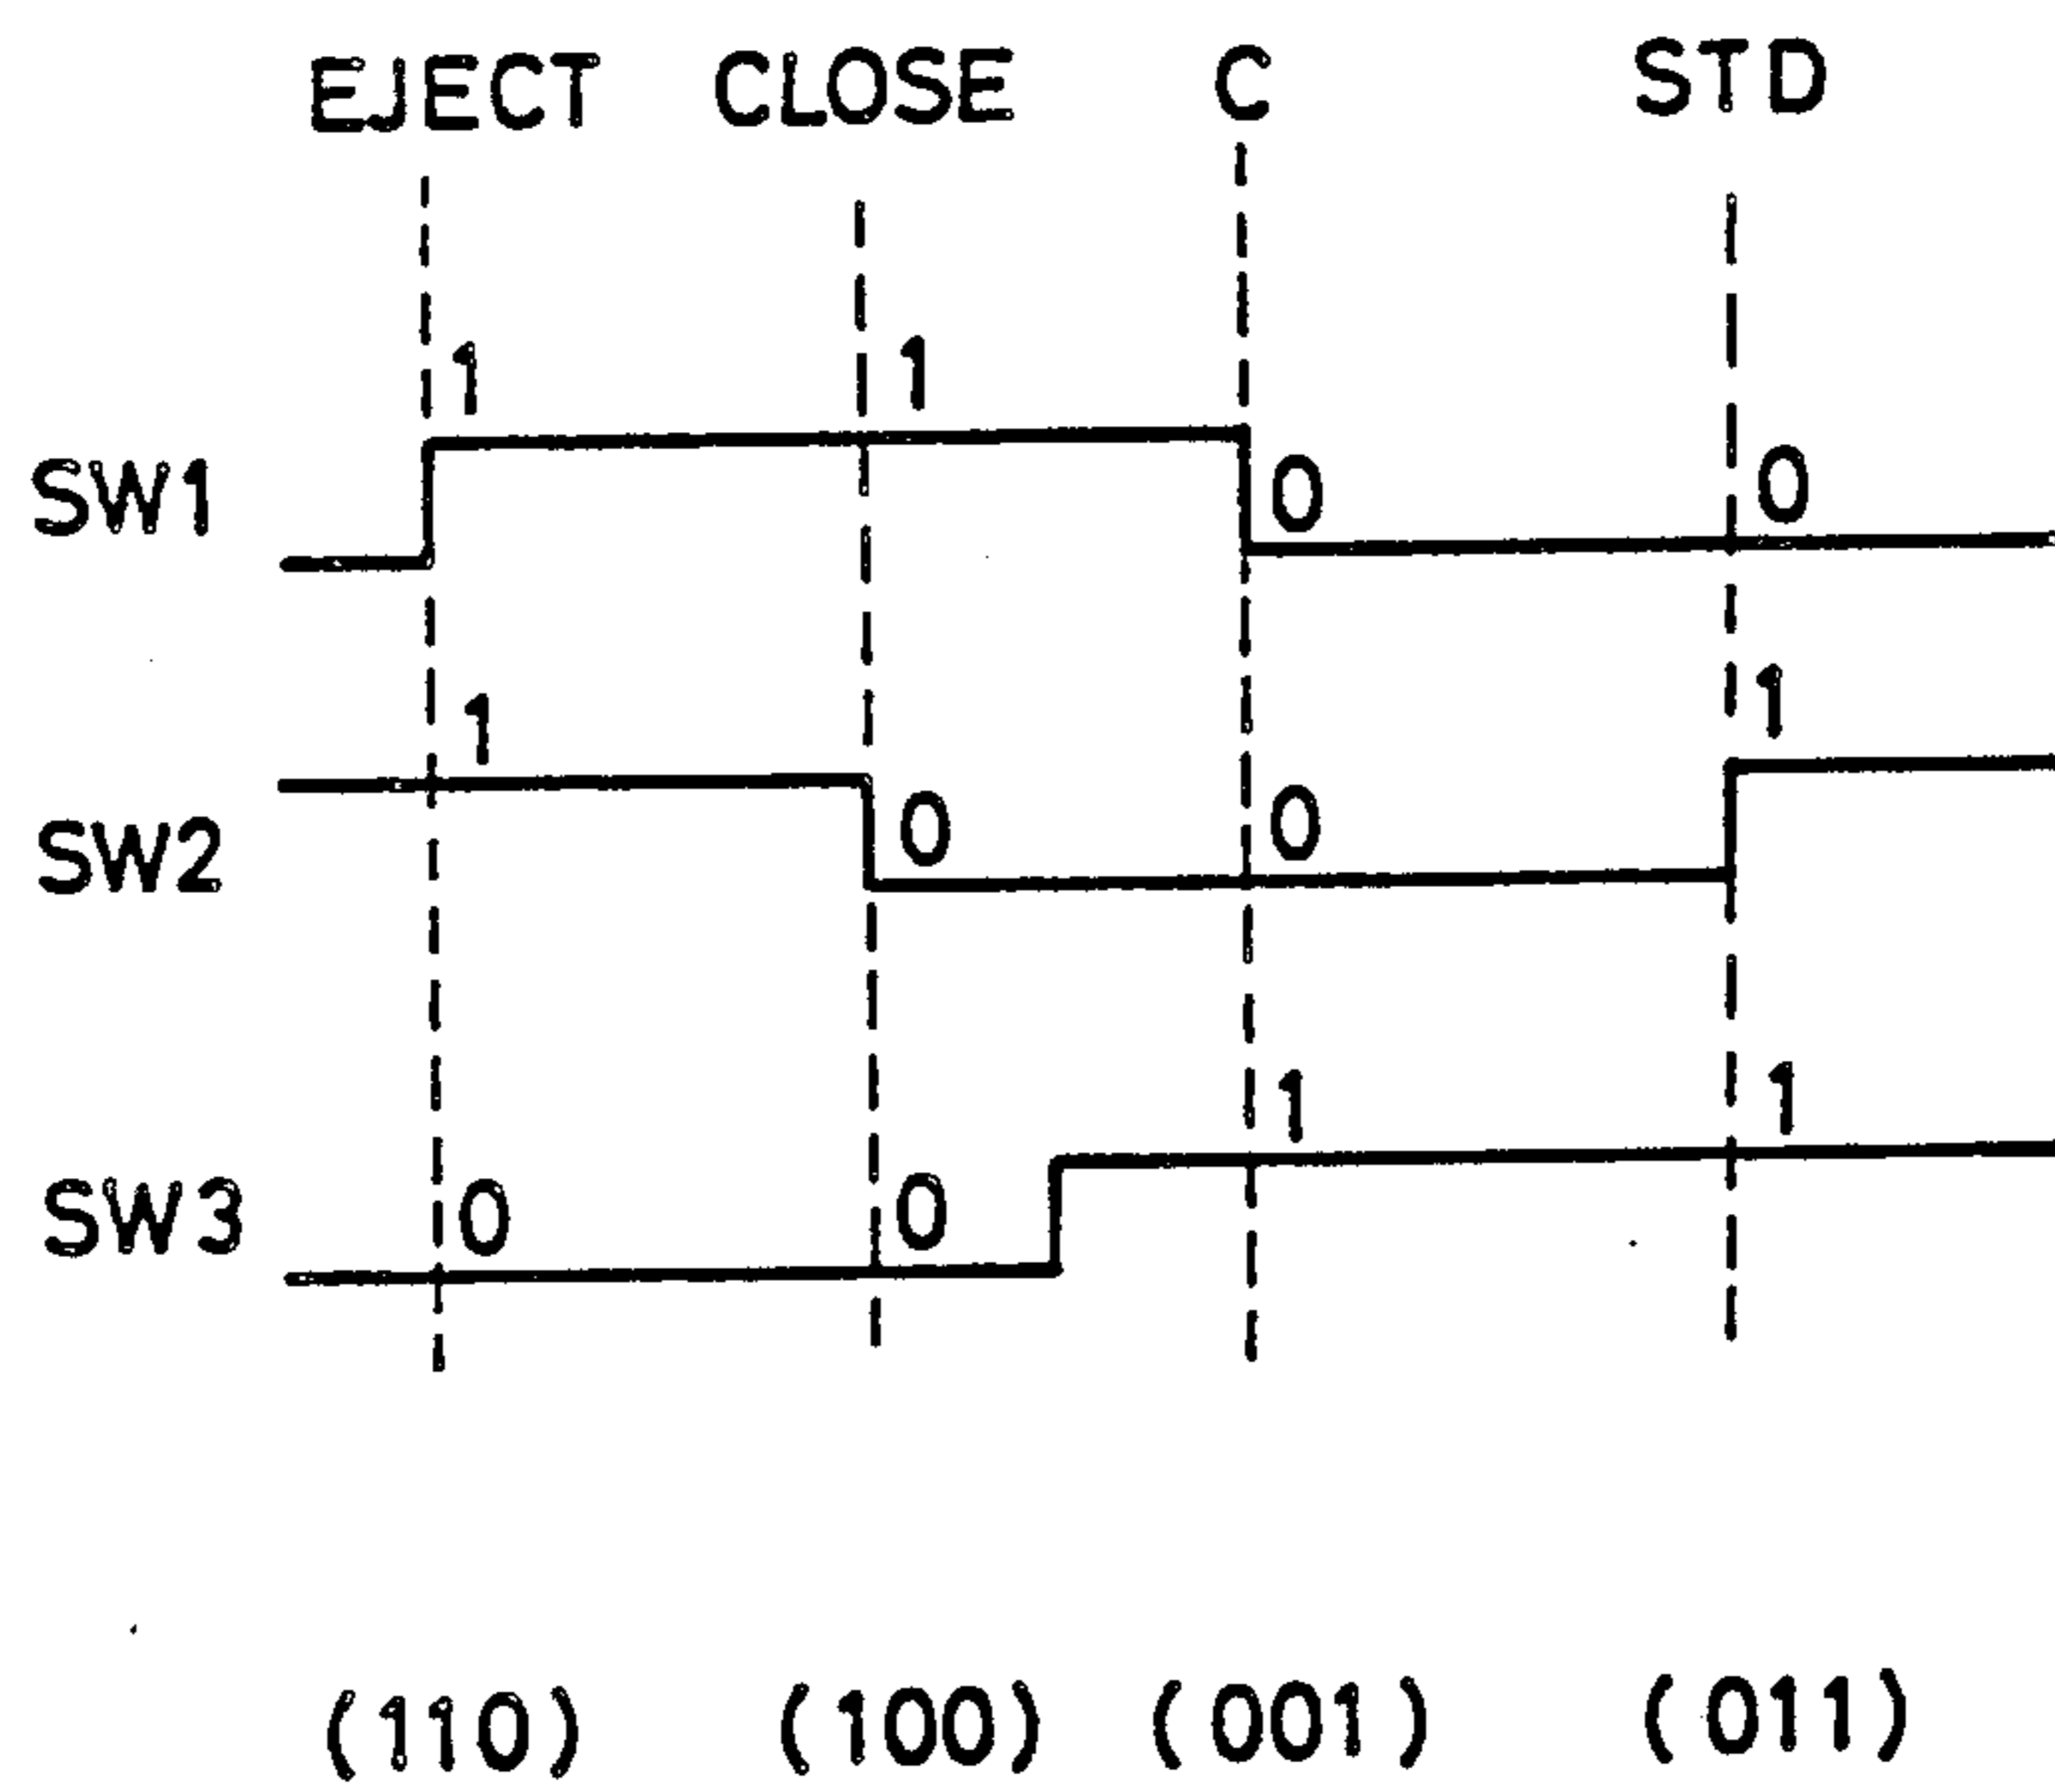 EJECT CLOSE C STD
1 1
SW1 0 0
1 1
SW2 0 0
1 1
SW3 0 0
(110) (100) (001) (011)